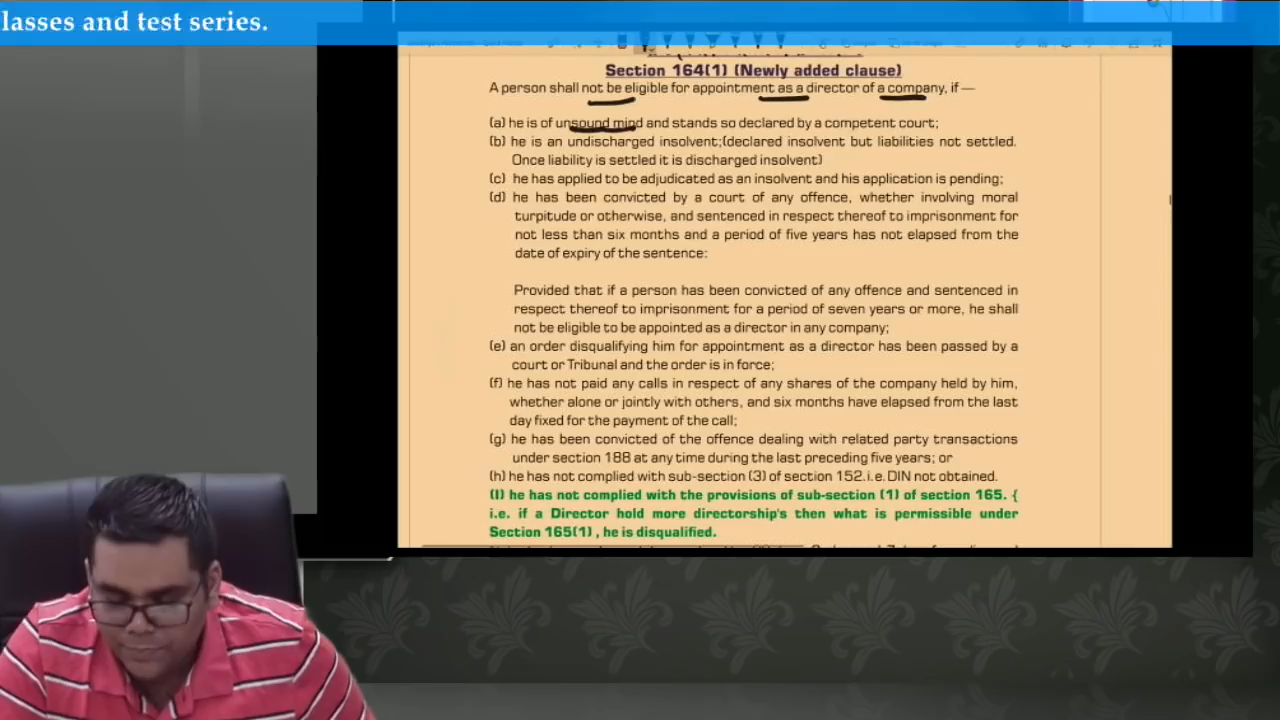 lasses and test series.
Section 164(1) (Newly added clause)
A person shall not be eligible for appointment as a director of a company, if —
(a) he is of unsound mind and stands so declared by a competent court;
(b) he is an undischarged insolvent;(declared insolvent but liabilities not settled.
Once liability is settled it is discharged insolvent)
(c) he has applied to be adjudicated as an insolvent and his application is pending;
(d) he has been convicted by a court of any offence, whether involving moral
turpitude or otherwise, and sentenced in respect thereof to imprisonment for
not less than six months and a period of five years has not elapsed from the
date of expiry of the sentence:
Provided that if a person has been convicted of any offence and sentenced in
respect thereof to imprisonment for a period of seven years or more, he shall
not be eligible to be appointed as a director in any company;
(e) an order disqualifying him for appointment as a director has been passed by a
court or Tribunal and the order is in force;
(f) he has not paid any calls in respect of any shares of the company held by him,
whether alone or jointly with others, and six months have elapsed from the last
day fixed for the payment of the call;
(g) he has been convicted of the offence dealing with related party transactions
under section 188 at any time during the last preceding five years; or
(h) he has not complied with sub-section (3) of section 152.i.e. DIN not obtained.
(I) he has not complied with the provisions of sub-section (1) of section 165. {
i.e. if a Director hold more directorship's then what is permissible under
Section 165(1) , he is disqualified.